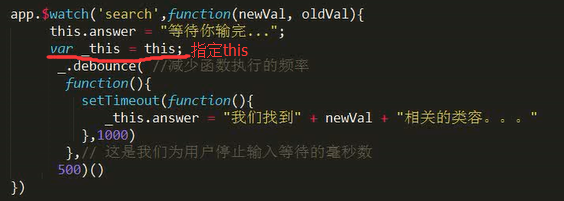 app.$watch('search',function(newVal, oldVal){
this.answer = "等待你输完...";
var _this = this; 指定this
_.debounce( //减少函数执行的频率
function(){
setTimeout(function(){
_this.answer = "我们找到" + newVal + "相关的类容。。。"
},1000)
},// 这是我们为用户停止输入等待的毫秒数
500)()
})